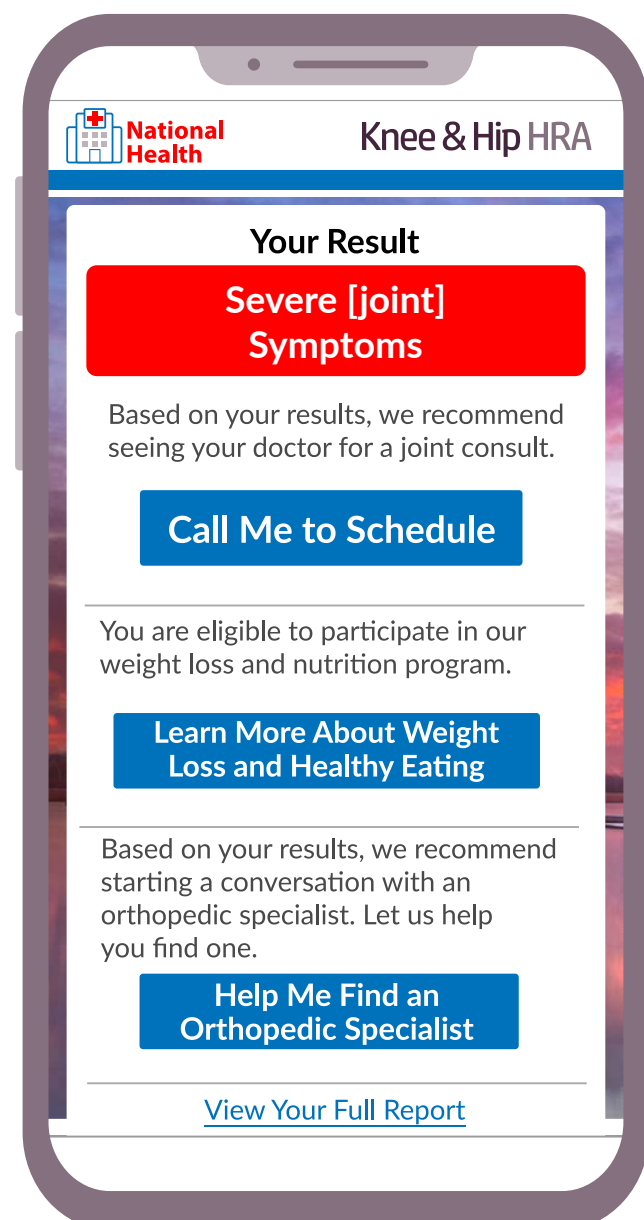 National
Health
Knee & Hip HRA
Your Result
Severe [joint]
Symptoms
Based on your results, we recommend
seeing your doctor for a joint consult.
Call Me to Schedule
You are eligible to participate in our
weight loss and nutrition program.
Learn More About Weight
Loss and Healthy Eating
Based on your results, we recommend
starting a conversation with an
orthopedic specialist. Let us help
you find one.
Help Me Find an
Orthopedic Specialist
View Your Full Report